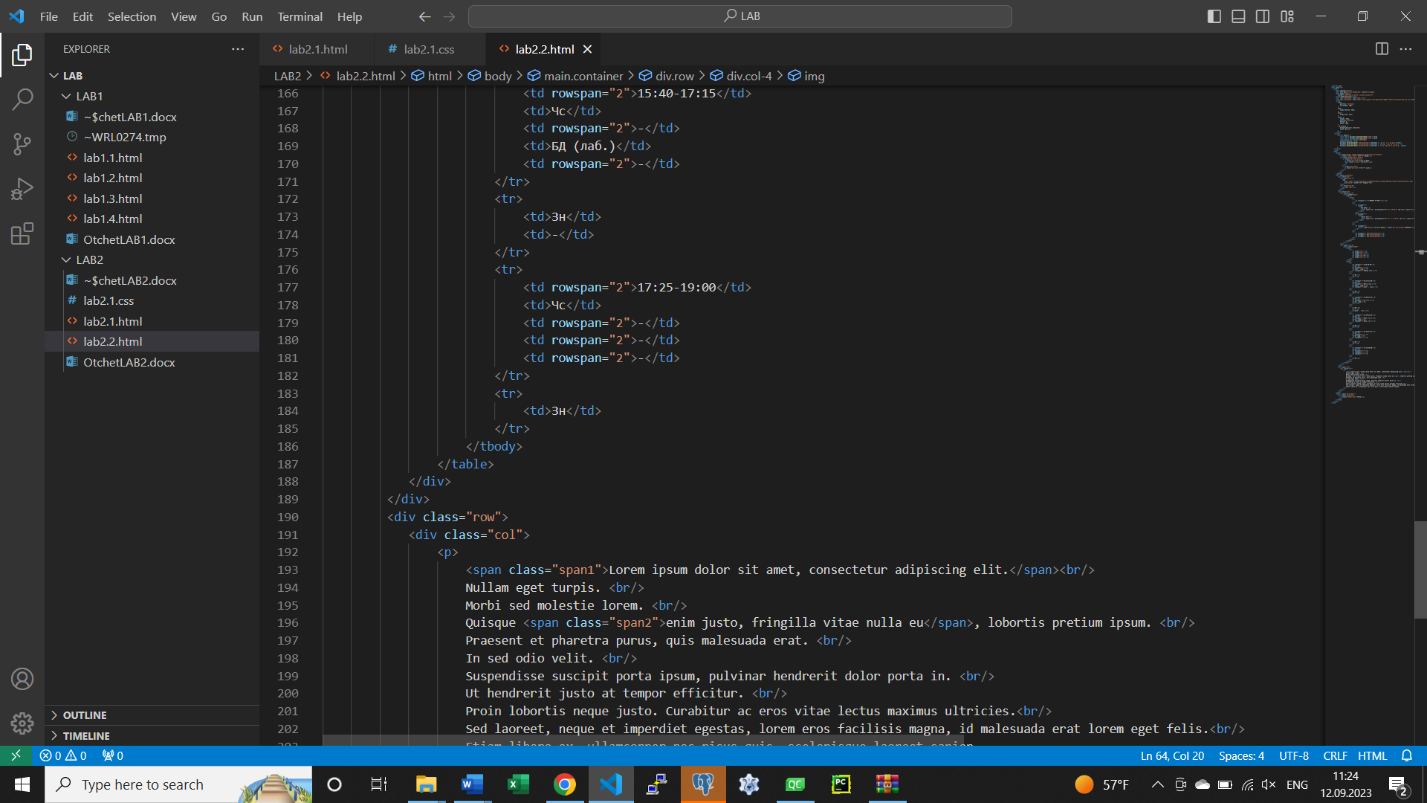 File Edit Selection View Go Run Terminal Help LAB
EXPLORER ··· lab2.1.html # lab2.1.css lab2.2.html
LAB2 > lab2.2.html > html > body > main.container > div.row > div.col-4 > img
LAB
LAB1
~$chetLAB1.docx
~WRL0274.tmp
lab1.1.html
lab1.2.html
lab1.3.html
lab1.4.html
OtchetLAB1.docx
LAB2
~$chetLAB2.docx
# lab2.1.css
lab2.1.html
lab2.2.html
OtchetLAB2.docx
OUTLINE
TIMELINE
166 <td rowspan="2">15:40-17:15</td>
167 <td>Чс</td>
168 <td rowspan="2">-</td>
169 <td>БД (лаб.)</td>
170 <td rowspan="2">-</td>
171 </tr>
172 <tr>
173 <td>Зн</td>
174 <td>-</td>
175 </tr>
176 <tr>
177 <td rowspan="2">17:25-19:00</td>
178 <td>Чс</td>
179 <td rowspan="2">-</td>
180 <td rowspan="2">-</td>
181 <td rowspan="2">-</td>
182 </tr>
183 <tr>
184 <td>Зн</td>
185 </tr>
186 </tbody>
187 </table>
188 </div>
189 </div>
190 <div class="row">
191 <div class="col">
192 <p>
193 <span class="span1">Lorem ipsum dolor sit amet, consectetur adipiscing elit.</span><br/>
194 Nullam eget turpis. <br/>
195 Morbi sed molestie lorem. <br/>
196 Quisque <span class="span2">enim justo, fringilla vitae nulla eu</span>, lobortis pretium ipsum. <br/>
197 Praesent et pharetra purus, quis malesuada erat. <br/>
198 In sed odio velit. <br/>
199 Suspendisse suscipit porta ipsum, pulvinar hendrerit dolor porta in. <br/>
200 Ut hendrerit justo at tempor efficitur. <br/>
201 Proin lobortis neque justo. Curabitur ac eros vitae lectus maximus ultricies.<br/>
202 Sed laoreet, neque et imperdiet egestas, lorem eros facilisis magna, id malesuada erat lorem eget felis.<br/>
0 0 0 Ln 64, Col 20 Spaces: 4 UTF-8 CRLF HTML
Type here to search 57°F ENG 11:24
12.09.2023 2